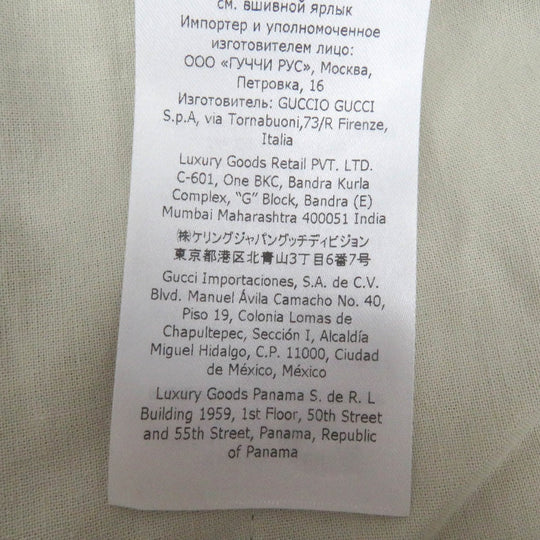 см. вшивной ярлык
Импортер и уполномоченное
изготовителем лицо:
ООО «ГУЧЧИ РУС», Москва,
Петровка, 16
Изготовитель: GUCCIO GUCCI
S.p.A, via Tornabuoni,73/R Firenze,
Italia
Luxury Goods Retail PVT. LTD.
C-601, One BKC, Bandra Kurla
Complex, "G" Block, Bandra (E)
Mumbai Maharashtra 400051 India
㈱ケリングジャパングッチディビジョン
東京都港区北青山3丁目6番7号
Gucci Importaciones, S.A. de C.V.
Blvd. Manuel Ávila Camacho No. 40,
Piso 19, Colonia Lomas de
Chapultepec, Sección I, Alcaldía
Miguel Hidalgo, C.P. 11000, Ciudad
de México, México
Luxury Goods Panama S. de R. L
Building 1959, 1st Floor, 50th Street
and 55th Street, Panama, Republic
of Panama